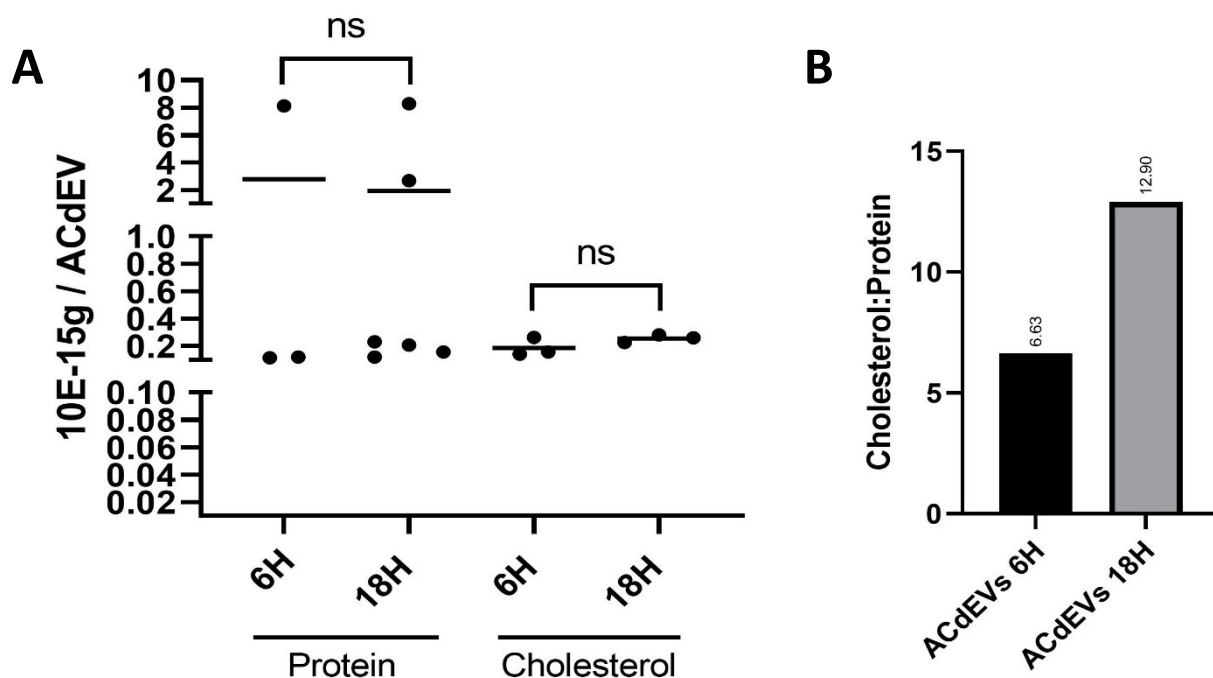 A
ns
10E-15g / ACdEV
10
8
6
4
2
1.0
0.8
0.6
0.4
0.2
0.10
0.08
0.06
0.04
0.02
ns
6H
18H
6H
18H
Protein
Cholesterol
B
Cholesterol:Protein
15
10
5
0
6.63
12.90
ACdEVs 6H
ACdEVs 18H